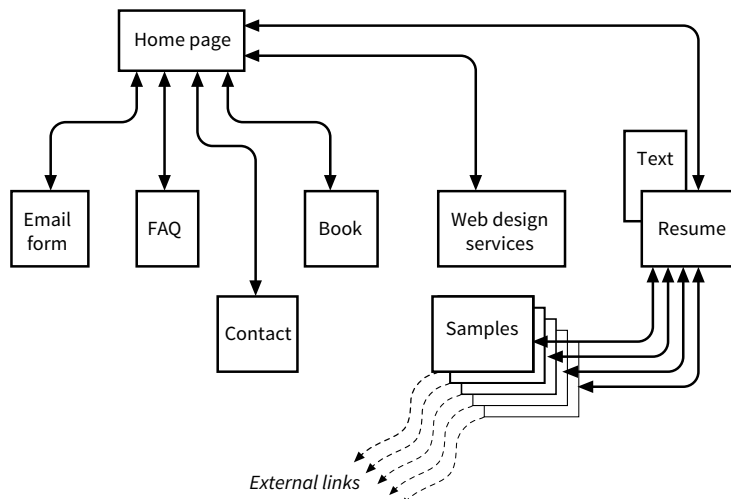 Home page
Text
Email
form
FAQ
Book
Web design
services
Resume
Contact
Samples
External links